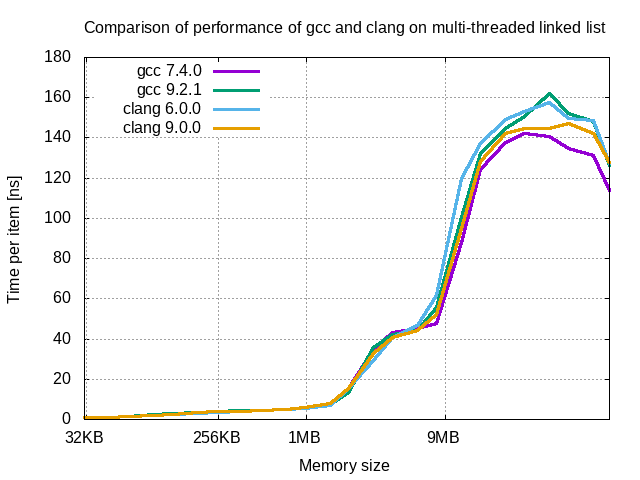 Comparison of performance of gcc and clang on multi-threaded linked list
180
160
140
120
100
80
60
40
20
0
Time per item [ns]
gcc 7.4.0
gcc 9.2.1
clang 6.0.0
clang 9.0.0
32KB 256KB 1MB 9MB
Memory size